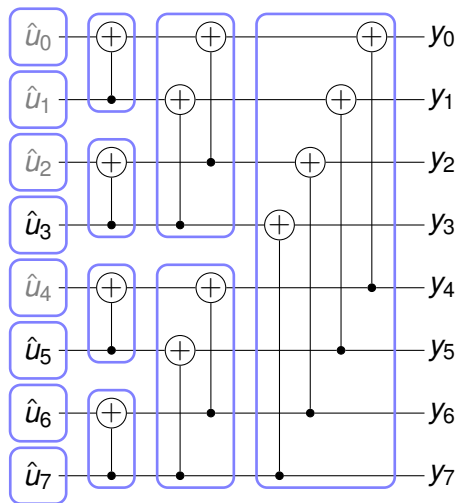 û₀ y₀
û₁ y₁
û₂ y₂
û₃ y₃
û₄ y₄
û₅ y₅
û₆ y₆
û₇ y₇